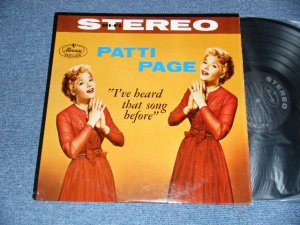 STEREO
Mercury
PATTI
PAGE
"I've heard
that song
before"
STEREO